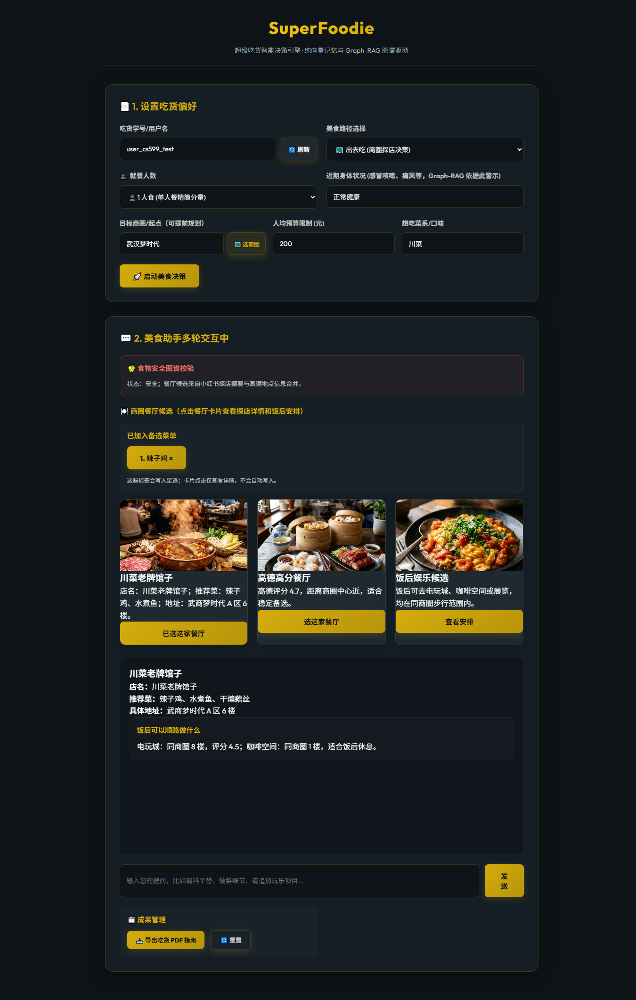 SuperFoodie
超级吃货智能决策引擎 · 纯向量记忆与 Graph-RAG 图谱驱动
1. 设置吃货偏好
吃货学号/用户名
美食路径选择
user_cs599_test
刷新
出去吃 (商圈探店决策)
就餐人数
近期身体状况 (感冒咳嗽、痛风等，Graph-RAG 依据此警示)
1 人食 (单人餐精简分量)
正常健康
目标商圈/起点（可提前规划）
人均预算限制 (元)
想吃菜系/口味
武汉梦时代
选商圈
200
川菜
启动美食决策
2. 美食助手多轮交互中
食物安全图谱校验
状态：安全；餐厅候选来自小红书探店摘要与高德地点信息合并。
商圈餐厅候选（点击餐厅卡片查看探店详情和饭后安排）
已加入备选菜单
1. 辣子鸡 ×
这些标签会写入足迹；卡片点击仅查看详情，不会自动写入。
川菜老牌馆子
店名：川菜老牌馆子；推荐菜：辣子
鸡、水煮鱼；地址：武商梦时代 A 区 6
楼。
已选这家餐厅
高德高分餐厅
高德评分 4.7，距离商圈中心近，适合
稳定备选。
选这家餐厅
饭后娱乐候选
饭后可去电玩城、咖啡空间或展览，
均在同商圈步行范围内。
查看安排
川菜老牌馆子
店名：川菜老牌馆子
推荐菜：辣子鸡、水煮鱼、干煸藕丝
具体地址：武商梦时代 A 区 6 楼
饭后可以顺路做什么
电玩城：同商圈 8 楼，评分 4.5；咖啡空间：同商圈 1 楼，适合饭后休息。
输入您的提问，比如调料平替、做菜细节、或追加玩乐项目...
发
送
成果管理
导出吃货 PDF 指南
重置